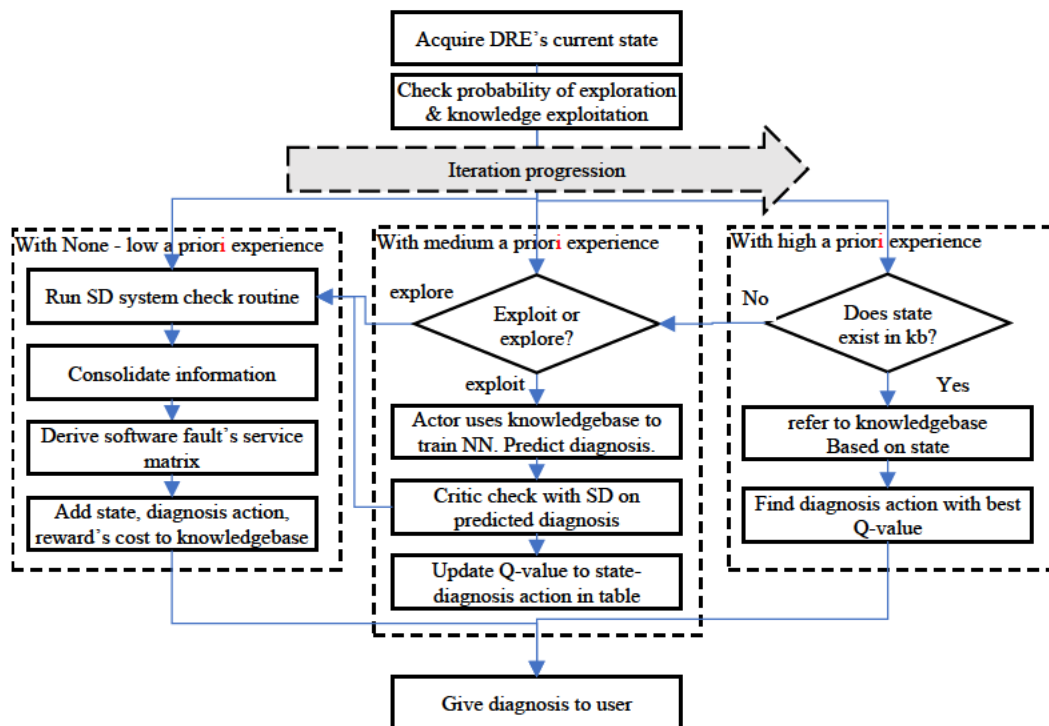 Acquire DRE's current state
Check probability of exploration
& knowledge exploitation
Iteration progression
With None - low a priori experience
Run SD system check routine
Consolidate information
Derive software fault's service
matrix
Add state, diagnosis action,
reward's cost to knowledgebase
With medium a priori experience
explore
Exploit or
explore?
exploit
Actor uses knowledgebase to
train NN. Predict diagnosis.
Critic check with SD on
predicted diagnosis
Update Q-value to state-
diagnosis action in table
With high a priori experience
No
Does state
exist in kb?
Yes
refer to knowledgebase
Based on state
Find diagnosis action with best
Q-value
Give diagnosis to user